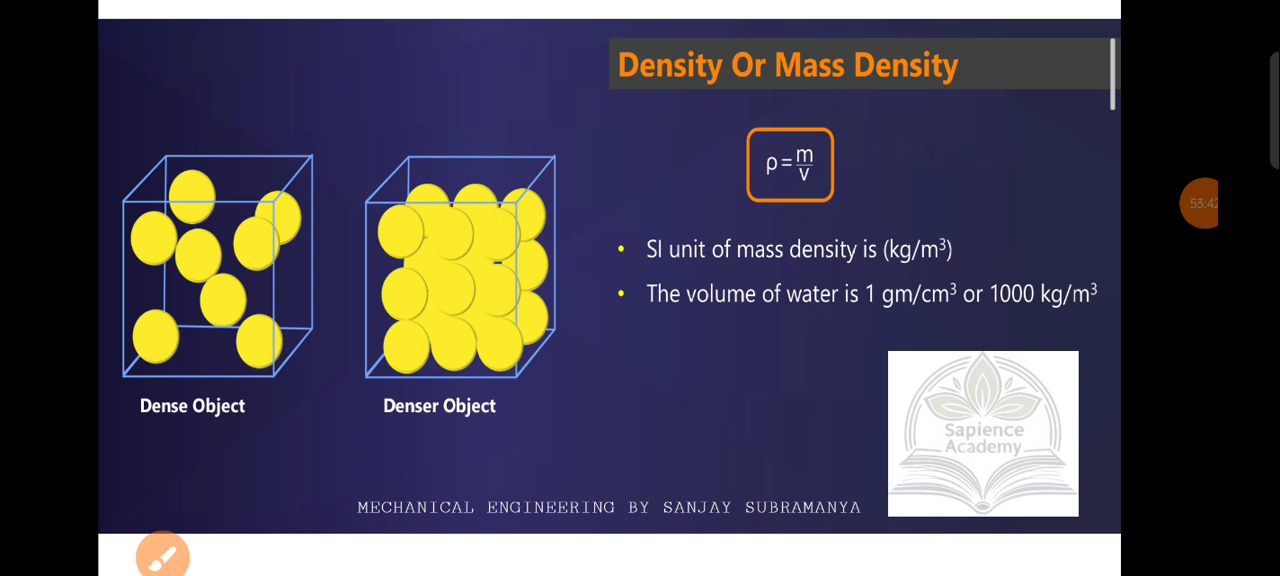 Density Or Mass Density
ρ = m/v
• SI unit of mass density is (kg/m³)
• The volume of water is 1 gm/cm³ or 1000 kg/m³
Dense Object
Denser Object
Sapience
Academy
MECHANICAL ENGINEERING BY SANJAY SUBRAMANYA
53:42